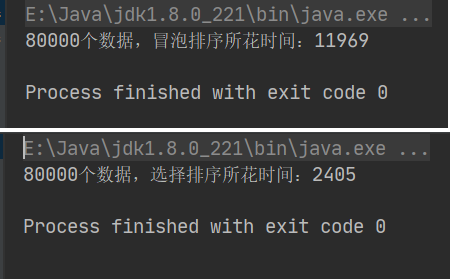 E:\Java\jdk1.8.0_221\bin\java.exe ...
80000个数据，冒泡排序所花时间：11969
Process finished with exit code 0
E:\Java\jdk1.8.0_221\bin\java.exe ...
80000个数据，选择排序所花时间：2405
Process finished with exit code 0